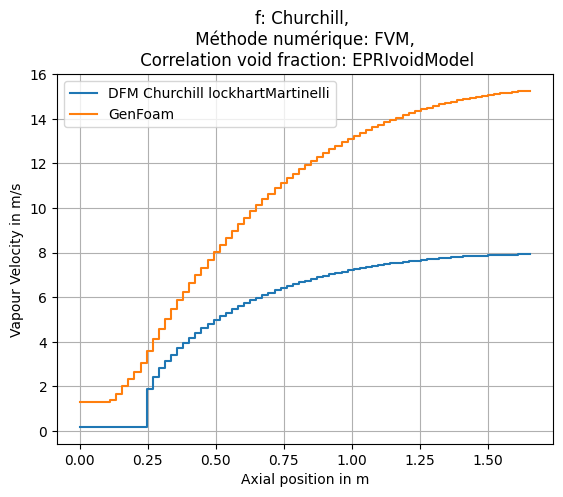 f: Churchill,
Méthode numérique: FVM,
Correlation void fraction: EPRIvoidModel
DFM Churchill lockhartMartinelli
GenFoam
Vapour Velocity in m/s
16
14
12
10
8
6
4
2
0
0.00 0.25 0.50 0.75 1.00 1.25 1.50
Axial position in m